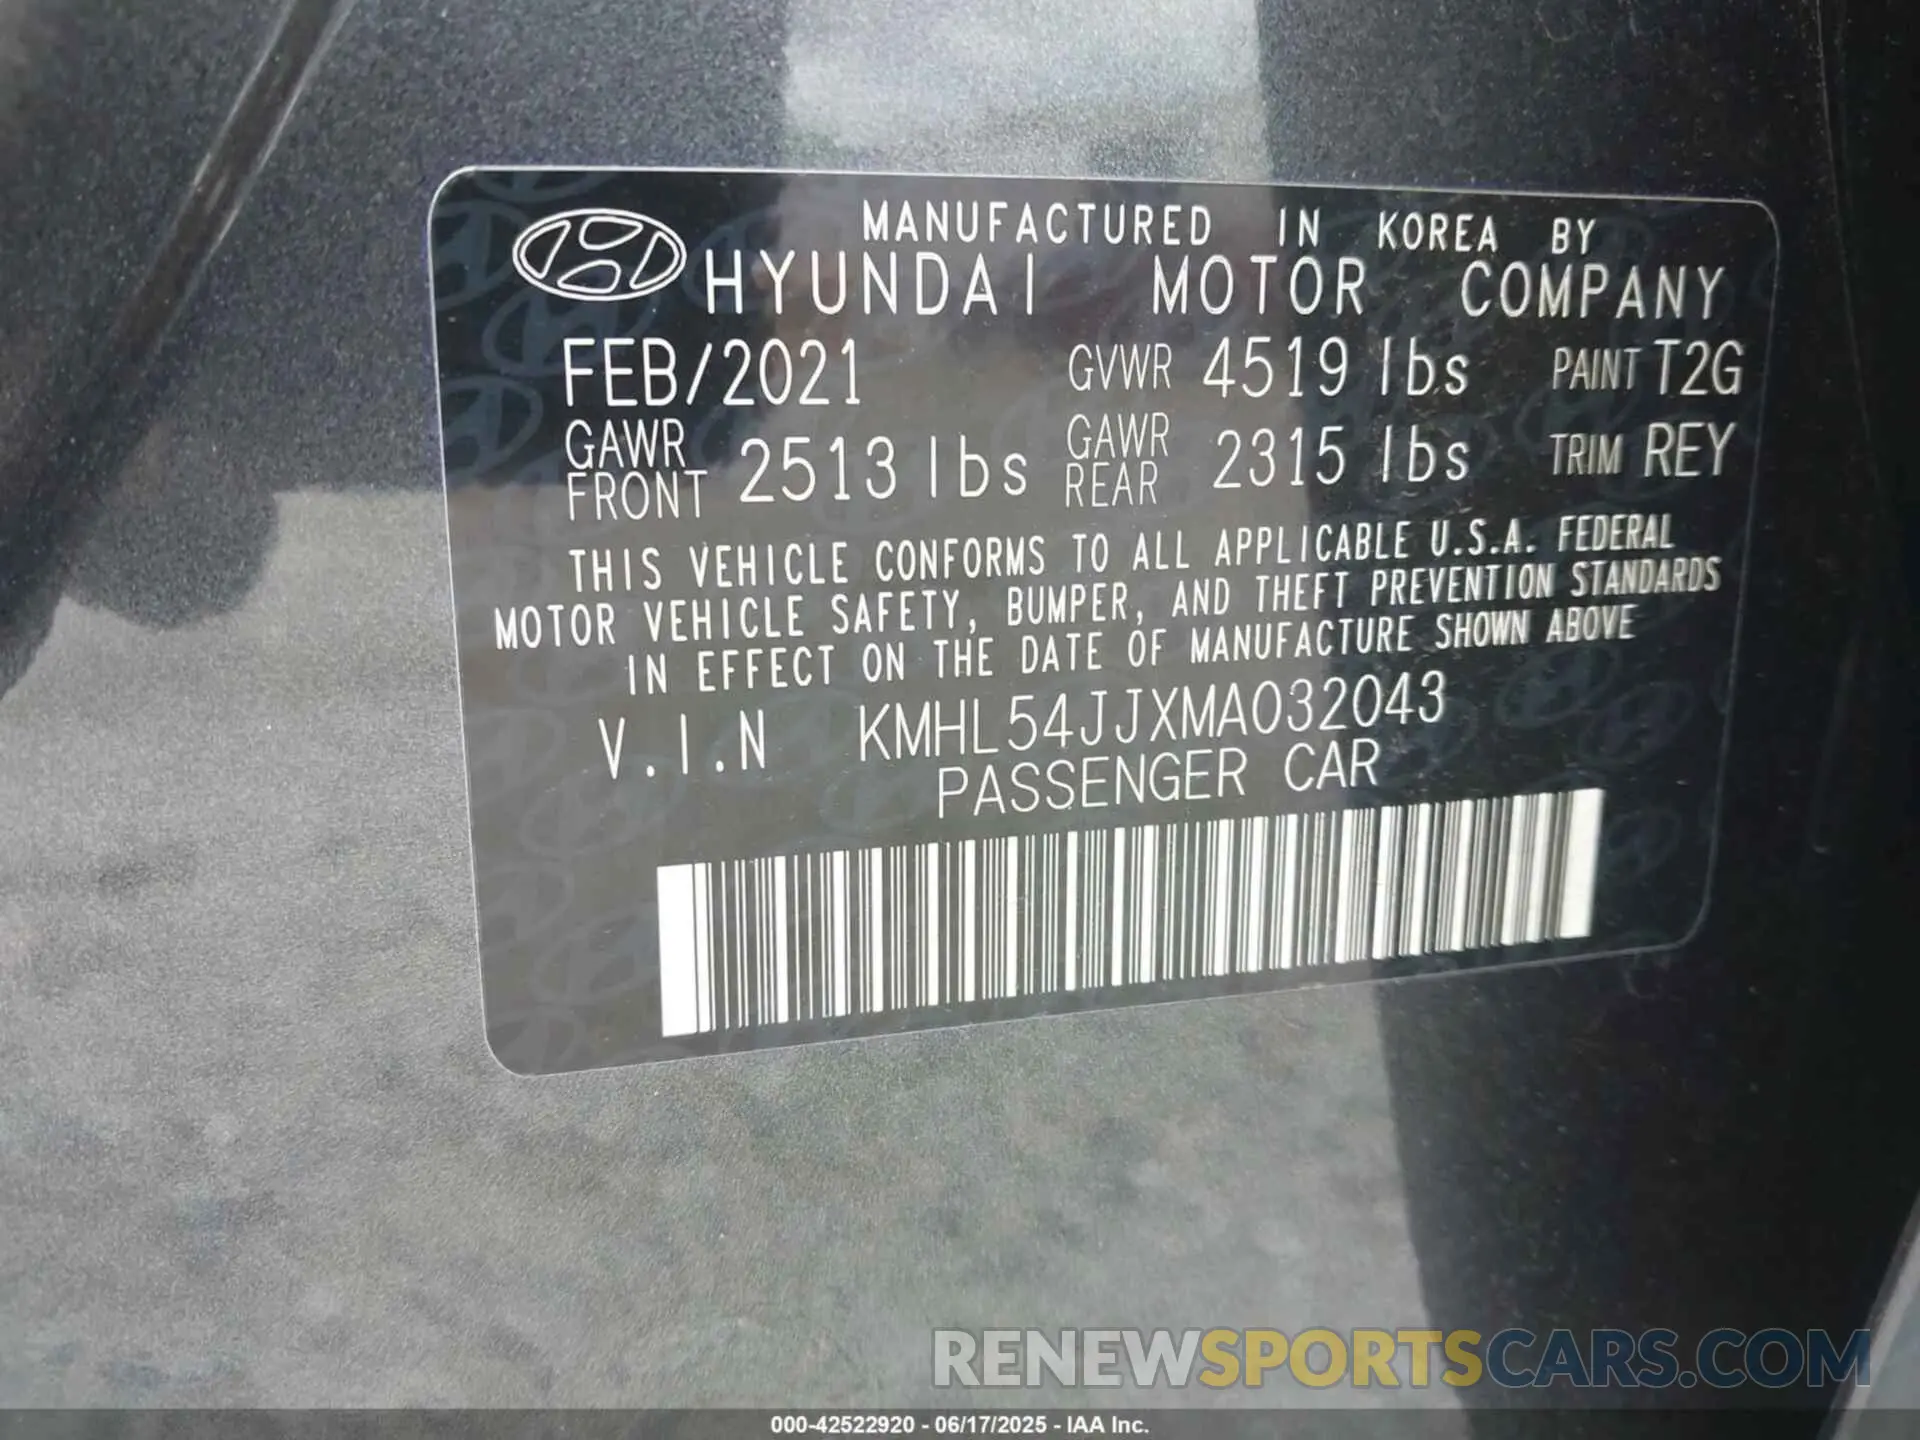 MANUFACTURED IN KOREA BY
HYUNDAI MOTOR COMPANY
FEB/2021 GVWR 4519 lbs PAINT T2G
GAWR FRONT 2513 lbs GAWR REAR 2315 lbs TRIM REY
THIS VEHICLE CONFORMS TO ALL APPLICABLE U.S.A. FEDERAL
MOTOR VEHICLE SAFETY, BUMPER, AND THEFT PREVENTION STANDARDS
IN EFFECT ON THE DATE OF MANUFACTURE SHOWN ABOVE
V.I.N KMHL54JJXMA032043
PASSENGER CAR
RENEWSPORTSCARS.COM
000-42522920 - 06/17/2025 - IAA Inc.